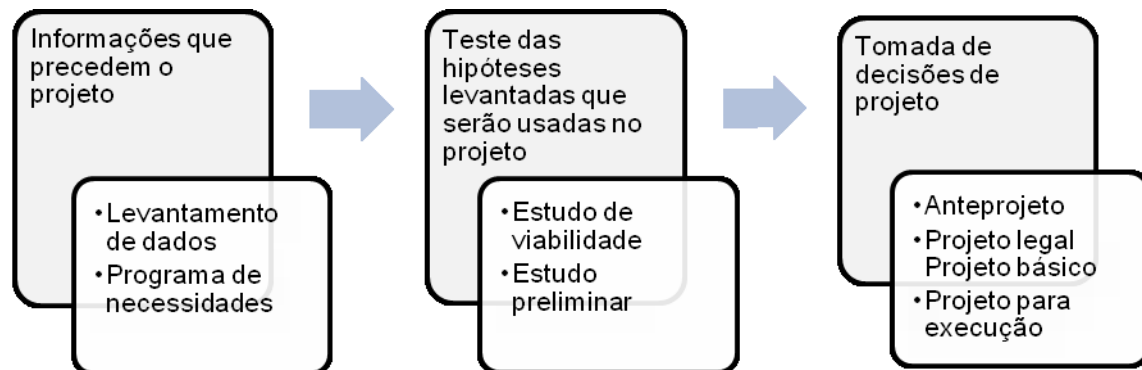 Informações que
precedem o
projeto
•Levantamento
de dados
•Programa de
necessidades
Teste das
hipóteses
levantadas que
serão usadas no
projeto
•Estudo de
viabilidade
•Estudo
preliminar
Tomada de
decisões de
projeto
•Anteprojeto
•Projeto legal
Projeto básico
•Projeto para
execução